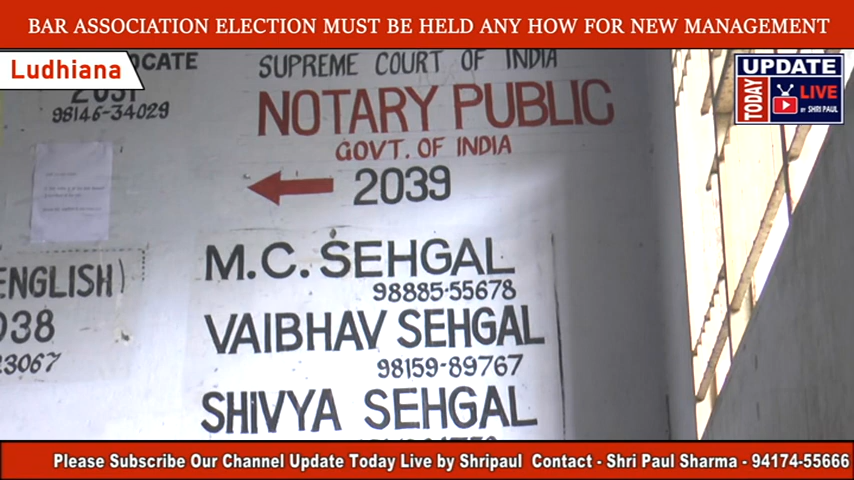 BAR ASSOCIATION ELECTION MUST BE HELD ANY HOW FOR NEW MANAGEMENT
Ludhiana
UPDATE
TODAY
LIVE
BY SHRI PAUL
OCATE
2031
98146-34029
SUPREME COURT OF INDIA
NOTARY PUBLIC
GOVT. OF INDIA
2039
M.C. SEHGAL
98885-55678
VAIBHAV SEHGAL
98159-89767
SHIVYA SEHGAL
ENGLISH)
038
23067
Please Subscribe Our Channel Update Today Live by Shripaul Contact - Shri Paul Sharma - 94174-55666